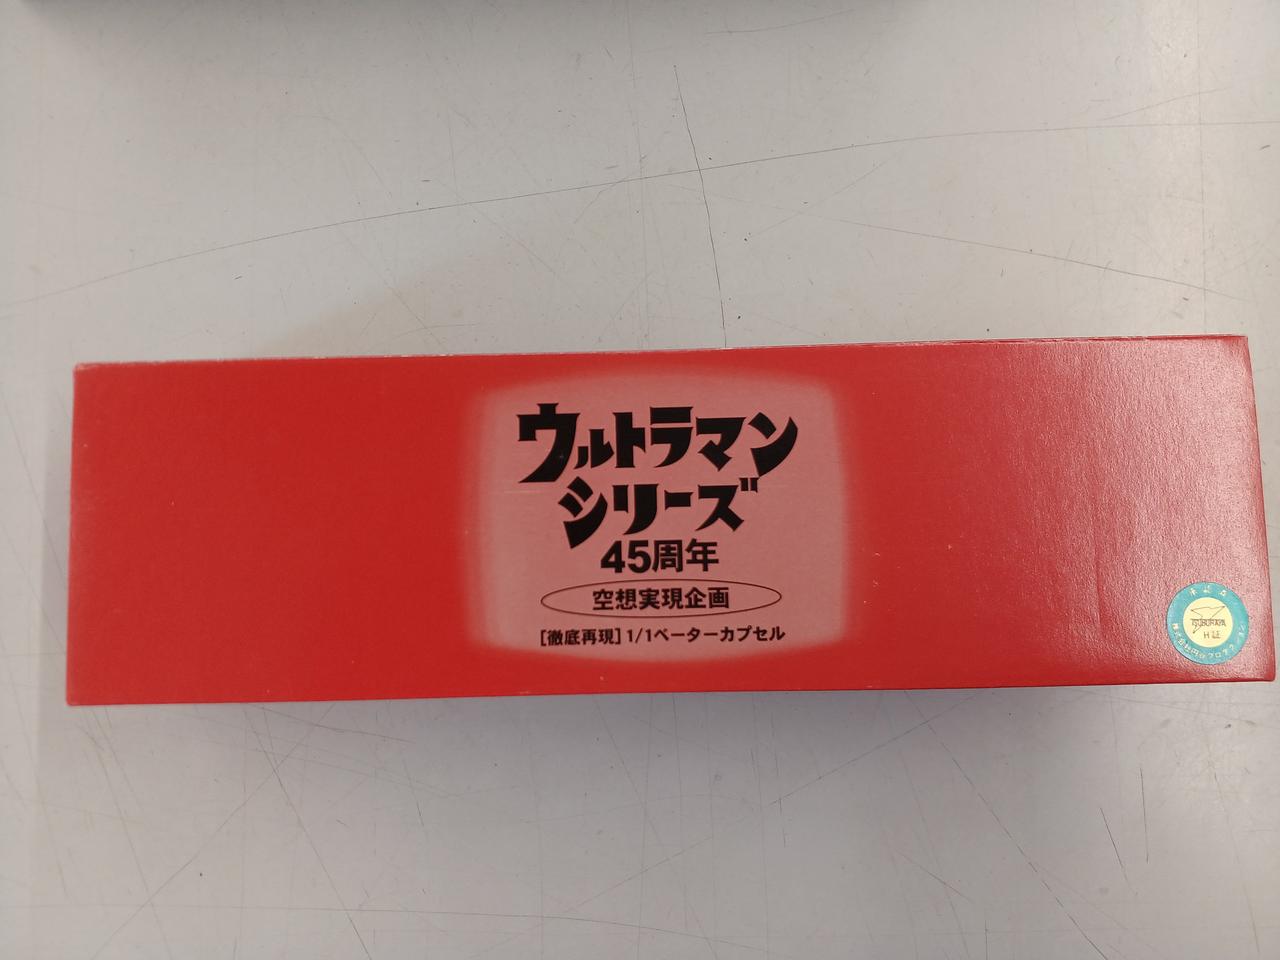 ウルトラマン
シリーズ
45周年
空想実現企画
[徹底再現]1/1ベーターカプセル
TSUBURAYA